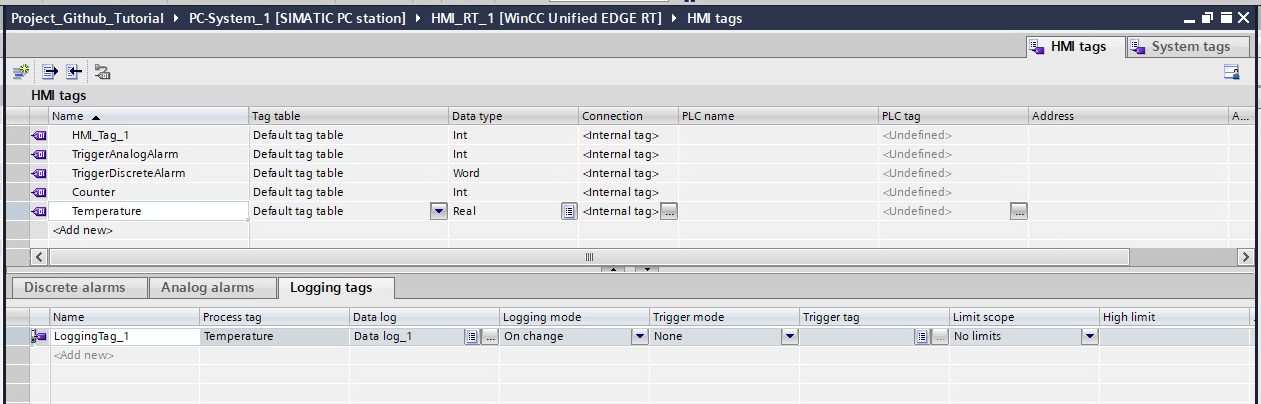 Project_Github_Tutorial ▸ PC-System_1 [SIMATIC PC station] ▸ HMI_RT_1 [WinCC Unified EDGE RT] ▸ HMI tags
HMI tags System tags
HMI tags
Name Tag table Data type Connection PLC name PLC tag Address A...
HMI_Tag_1 Default tag table Int <Internal tag> <Undefined>
TriggerAnalogAlarm Default tag table Int <Internal tag> <Undefined>
TriggerDiscreteAlarm Default tag table Word <Internal tag> <Undefined>
Counter Default tag table Int <Internal tag> <Undefined>
Temperature Default tag table Real <Internal tag> ... <Undefined> ...
<Add new>
Discrete alarms Analog alarms Logging tags
Name Process tag Data log Logging mode Trigger mode Trigger tag Limit scope High limit
LoggingTag_1 Temperature Data log_1 ... On change None ... No limits
<Add new>